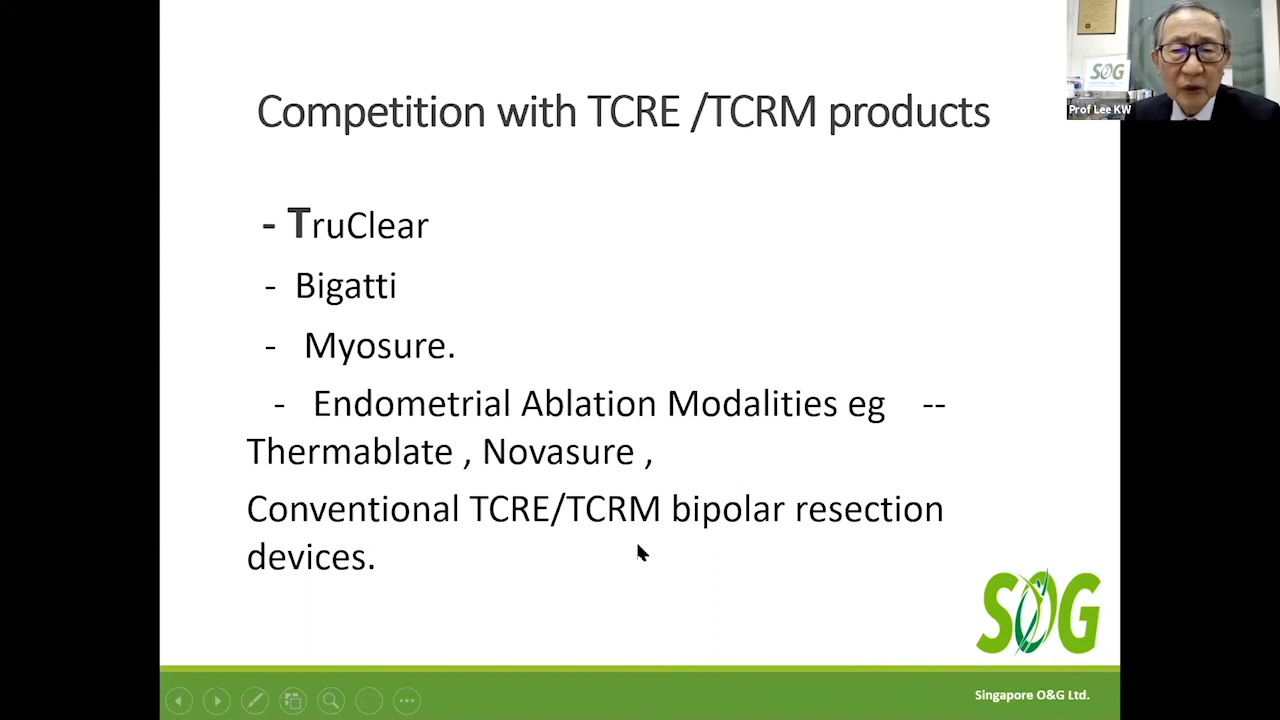 Competition with TCRE /TCRM products
- TruClear
- Bigatti
- Myosure.
- Endometrial Ablation Modalities eg --
Thermablate , Novasure ,
Conventional TCRE/TCRM bipolar resection
devices.
SOG
Singapore O&G Ltd.
SOG
Prof Lee KW